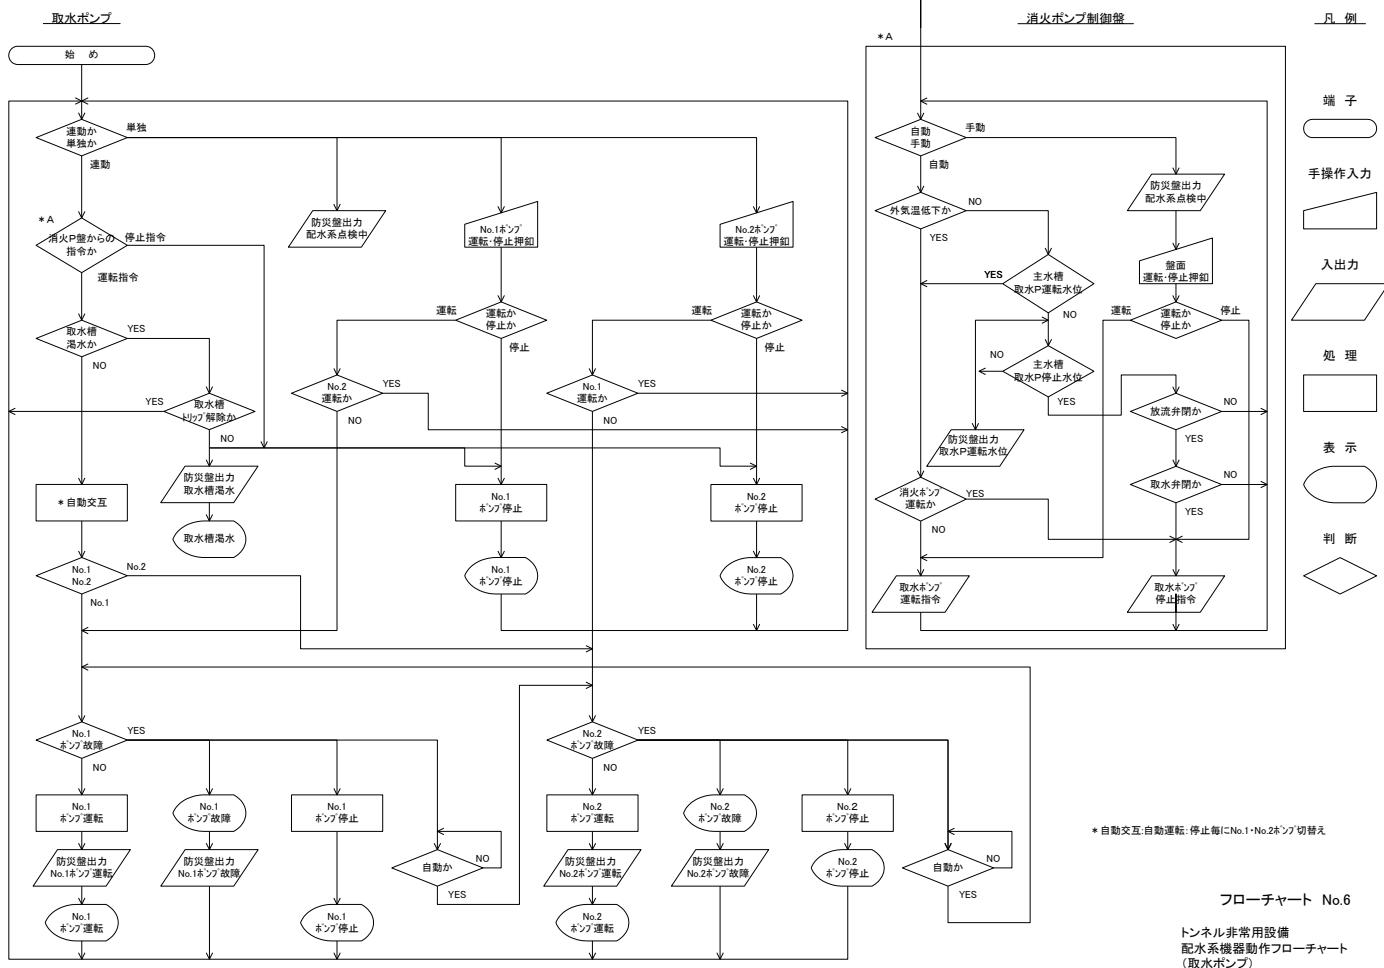 取水ポンプ
始 め
連動か
単独か
単独
連動
*A
消火P盤からの
指令か
停止指令
運転指令
取水槽
渇水か
YES
NO
取水槽
ﾄﾘｯﾌﾟ解除か
YES
NO
防災盤出力
取水槽渇水
取水槽渇水
*自動交互
No.1
No.2
No.2
No.1
防災盤出力
配水系点検中
No.1ﾎﾟﾝﾌﾟ
運転・停止押釦
運転か
停止か
運転
停止
No.2
運転か
YES
NO
No.1
ﾎﾟﾝﾌﾟ停止
No.1
ﾎﾟﾝﾌﾟ停止
No.2ﾎﾟﾝﾌﾟ
運転・停止押釦
運転か
停止か
運転
停止
No.1
運転か
YES
NO
No.2
ﾎﾟﾝﾌﾟ停止
No.2
ﾎﾟﾝﾌﾟ停止
No.1
ﾎﾟﾝﾌﾟ故障
YES
NO
No.1
ﾎﾟﾝﾌﾟ運転
防災盤出力
No.1ﾎﾟﾝﾌﾟ運転
No.1
ﾎﾟﾝﾌﾟ運転
No.1
ﾎﾟﾝﾌﾟ故障
防災盤出力
No.1ﾎﾟﾝﾌﾟ故障
No.1
ﾎﾟﾝﾌﾟ停止
No.1
ﾎﾟﾝﾌﾟ停止
自動か
NO
YES
No.2
ﾎﾟﾝﾌﾟ故障
YES
NO
No.2
ﾎﾟﾝﾌﾟ運転
防災盤出力
No.2ﾎﾟﾝﾌﾟ運転
No.2
ﾎﾟﾝﾌﾟ運転
No.2
ﾎﾟﾝﾌﾟ故障
防災盤出力
No.2ﾎﾟﾝﾌﾟ故障
No.2
ﾎﾟﾝﾌﾟ停止
No.2
ﾎﾟﾝﾌﾟ停止
自動か
NO
YES
消火ポンプ制御盤
*A
自動
手動
手動
自動
外気温低下か
NO
YES
主水槽
取水P運転水位
YES
NO
主水槽
取水P停止水位
NO
YES
防災盤出力
取水P運転水位
消火ﾎﾟﾝﾌﾟ
運転か
YES
NO
取水ﾎﾟﾝﾌﾟ
運転指令
防災盤出力
配水系点検中
盤面
運転・停止押釦
運転か
停止か
運転
停止
放流弁閉か
NO
YES
取水弁閉か
NO
YES
取水ﾎﾟﾝﾌﾟ
停止指令
凡 例
端 子
手操作入力
入出力
処 理
表 示
判 断
*自動交互:自動運転:停止毎にNo.1・No.2ﾎﾟﾝﾌﾟ切替え
フローチャート No.6
トンネル非常用設備
配水系機器動作フローチャート
(取水ポンプ)